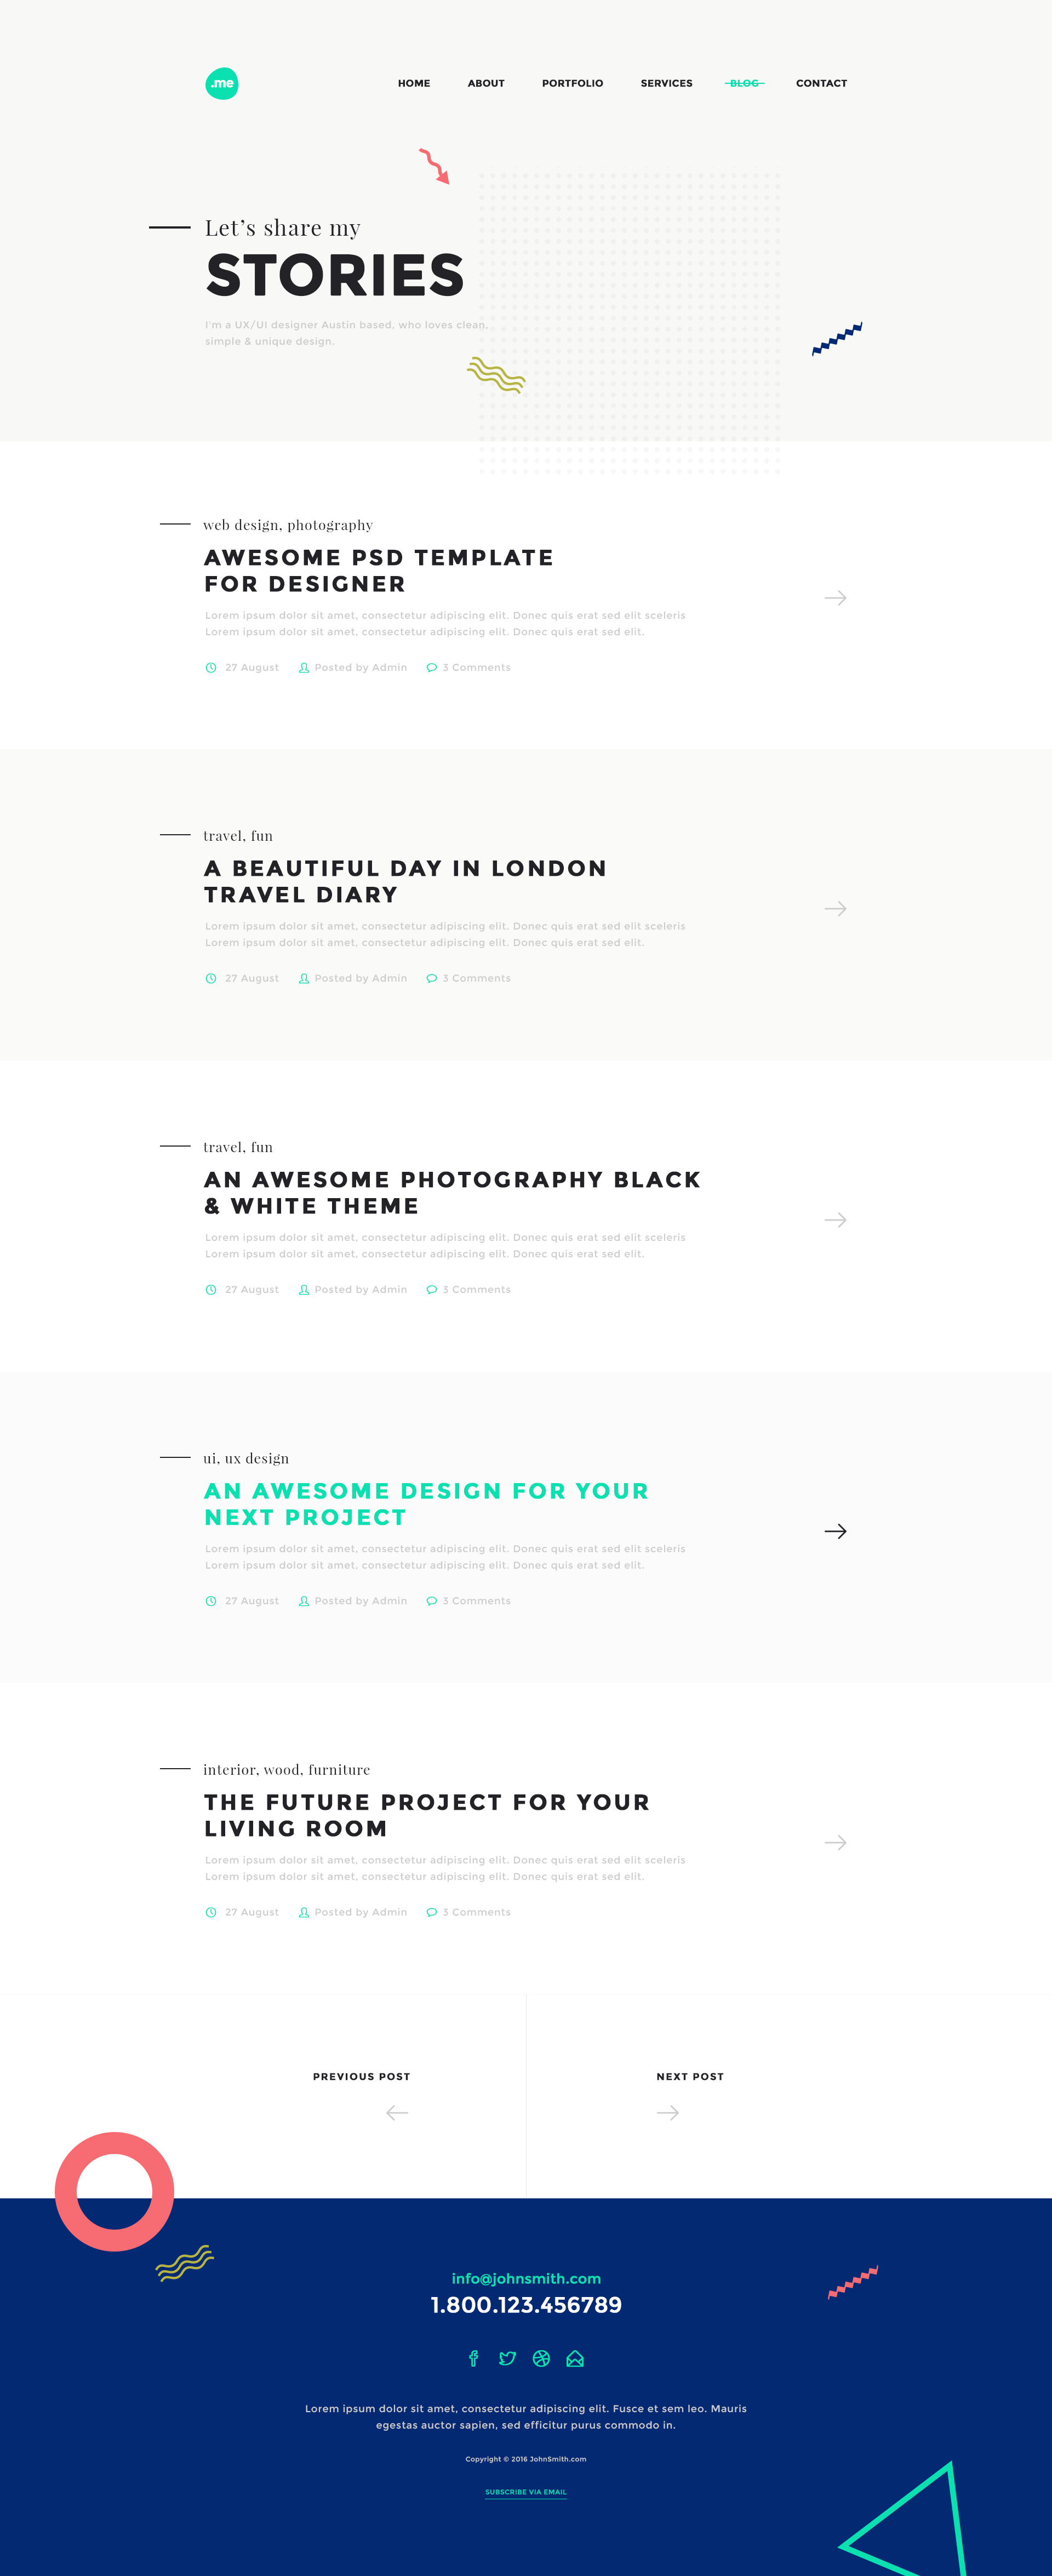 .me
HOME
ABOUT
PORTFOLIO
SERVICES
BLOG
CONTACT
Let's share my
STORIES
I'm a UX/UI designer Austin based, who loves clean,
simple & unique design.
web design, photography
AWESOME PSD TEMPLATE
FOR DESIGNER
Lorem ipsum dolor sit amet, consectetur adipiscing elit. Donec quis erat sed elit sceleris
Lorem ipsum dolor sit amet, consectetur adipiscing elit. Donec quis erat sed elit.
27 August
Posted by Admin
3 Comments
travel, fun
A BEAUTIFUL DAY IN LONDON
TRAVEL DIARY
Lorem ipsum dolor sit amet, consectetur adipiscing elit. Donec quis erat sed elit sceleris
Lorem ipsum dolor sit amet, consectetur adipiscing elit. Donec quis erat sed elit.
27 August
Posted by Admin
3 Comments
travel, fun
AN AWESOME PHOTOGRAPHY BLACK
& WHITE THEME
Lorem ipsum dolor sit amet, consectetur adipiscing elit. Donec quis erat sed elit sceleris
Lorem ipsum dolor sit amet, consectetur adipiscing elit. Donec quis erat sed elit.
27 August
Posted by Admin
3 Comments
ui, ux design
AN AWESOME DESIGN FOR YOUR
NEXT PROJECT
Lorem ipsum dolor sit amet, consectetur adipiscing elit. Donec quis erat sed elit sceleris
Lorem ipsum dolor sit amet, consectetur adipiscing elit. Donec quis erat sed elit.
27 August
Posted by Admin
3 Comments
interior, wood, furniture
THE FUTURE PROJECT FOR YOUR
LIVING ROOM
Lorem ipsum dolor sit amet, consectetur adipiscing elit. Donec quis erat sed elit sceleris
Lorem ipsum dolor sit amet, consectetur adipiscing elit. Donec quis erat sed elit.
27 August
Posted by Admin
3 Comments
PREVIOUS POST
NEXT POST
info@johnsmith.com
1.800.123.456789
Lorem ipsum dolor sit amet, consectetur adipiscing elit. Fusce et sem leo. Mauris
egestas auctor sapien, sed efficitur purus commodo in.
Copyright © 2016 JohnSmith.com
SUBSCRIBE VIA EMAIL